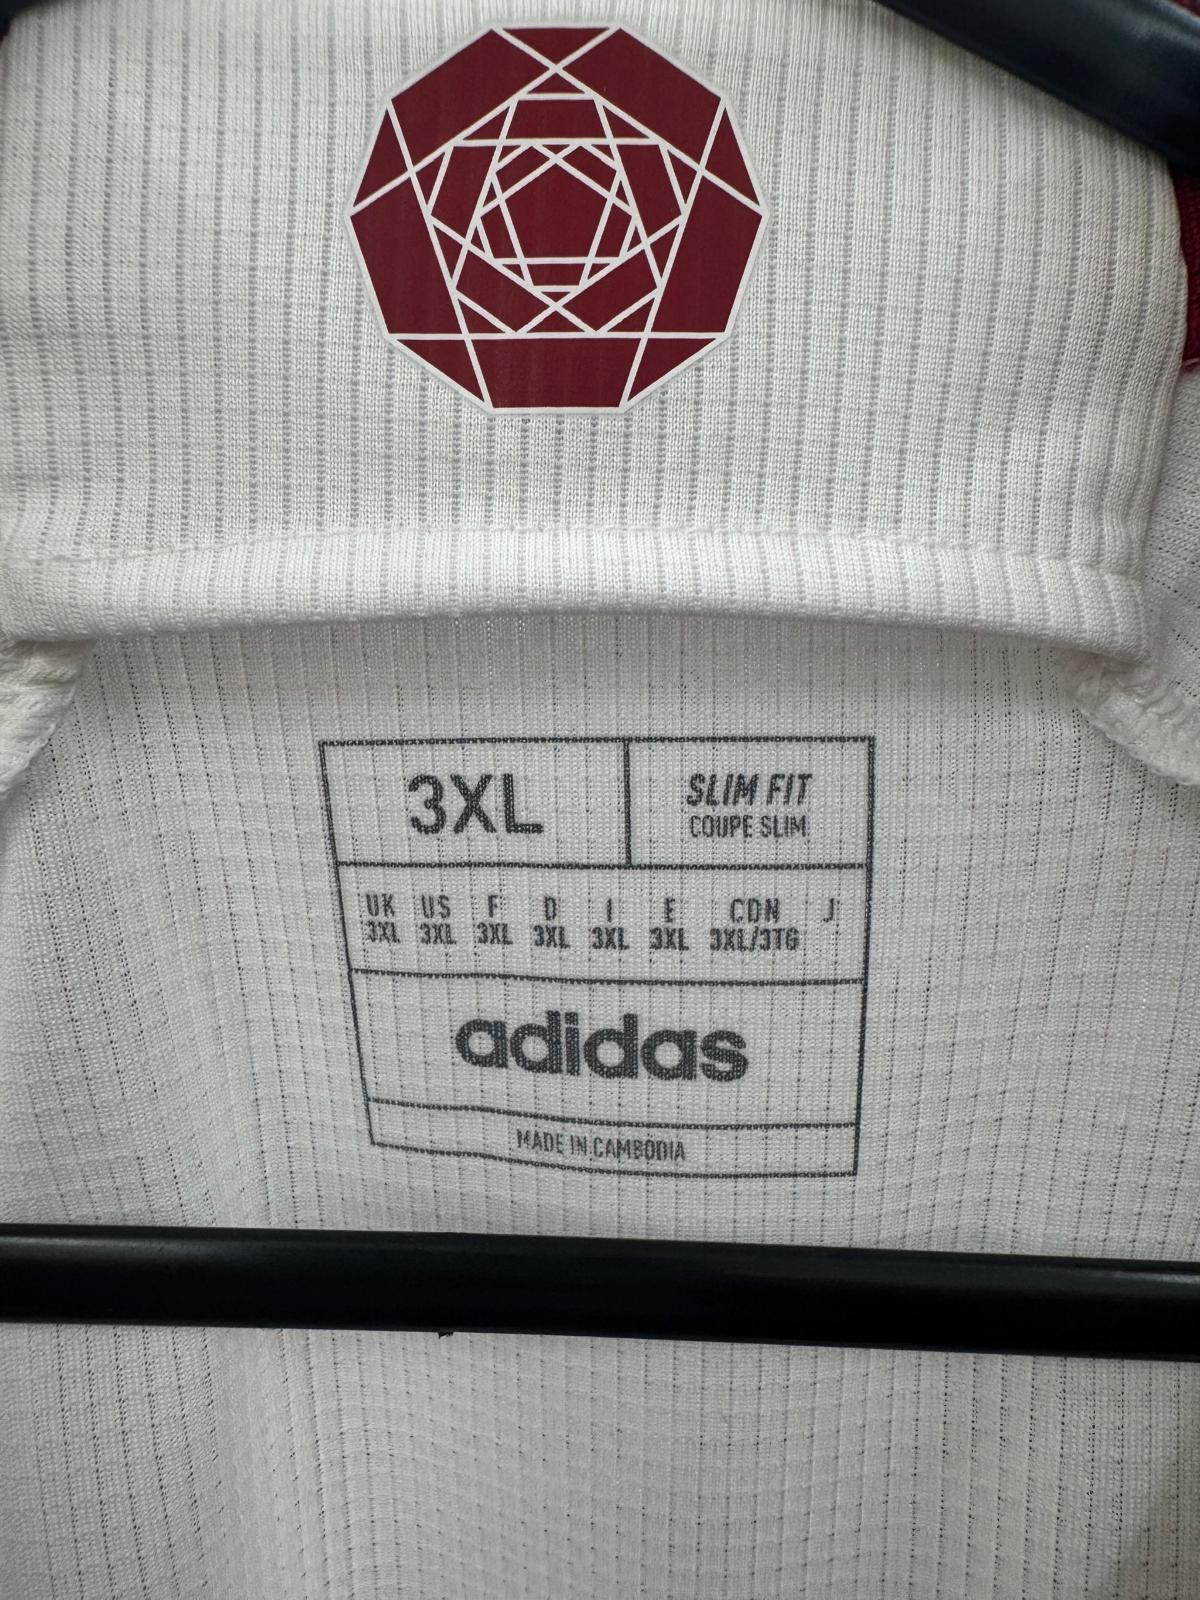 3XL
SLIM FIT
COUPE SLIM
UK US F D I E CDN J
3XL 3XL 3XL 3XL 3XL 3XL 3XL/3TG
adidas
MADE IN CAMBODIA